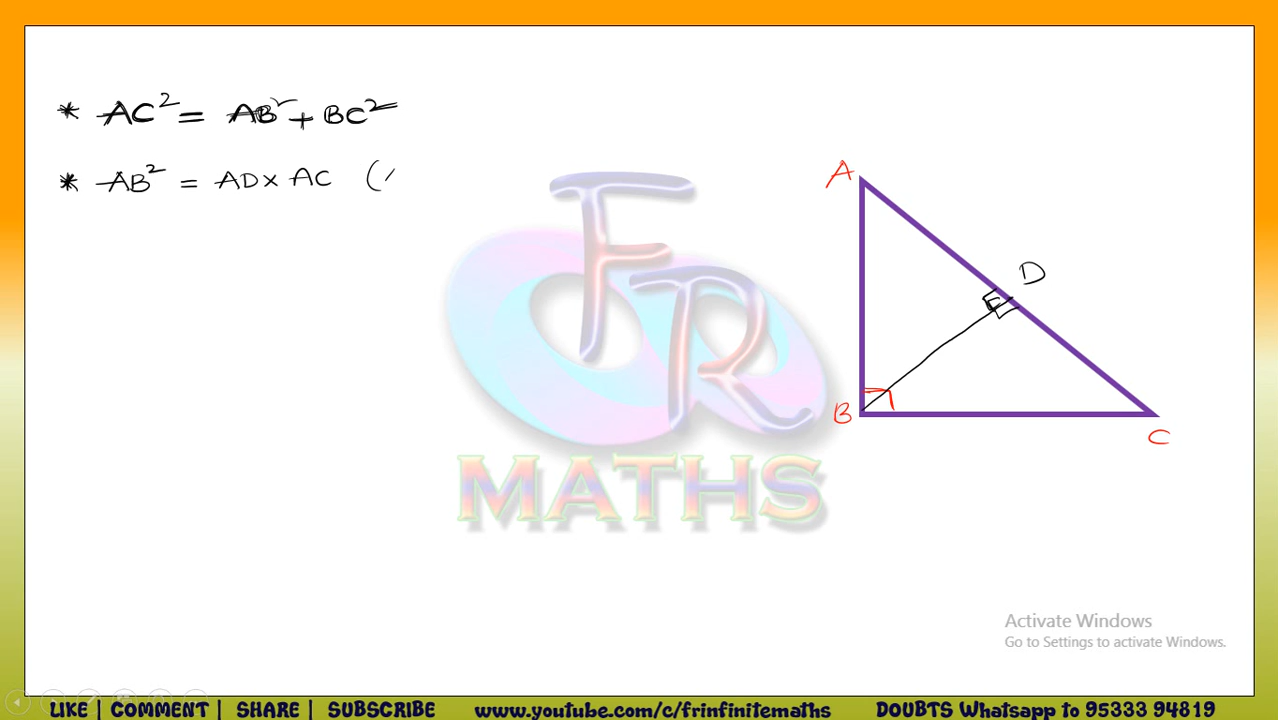 * AC² = AB² + BC²
* AB² = AD × AC (
A
D
B
C
FR
MATHS
Activate Windows
Go to Settings to activate Windows.
LIKE | COMMENT | SHARE | SUBSCRIBE www.youtube.com/c/frinfinitemaths DOUBTS Whatsapp to 95333 94819